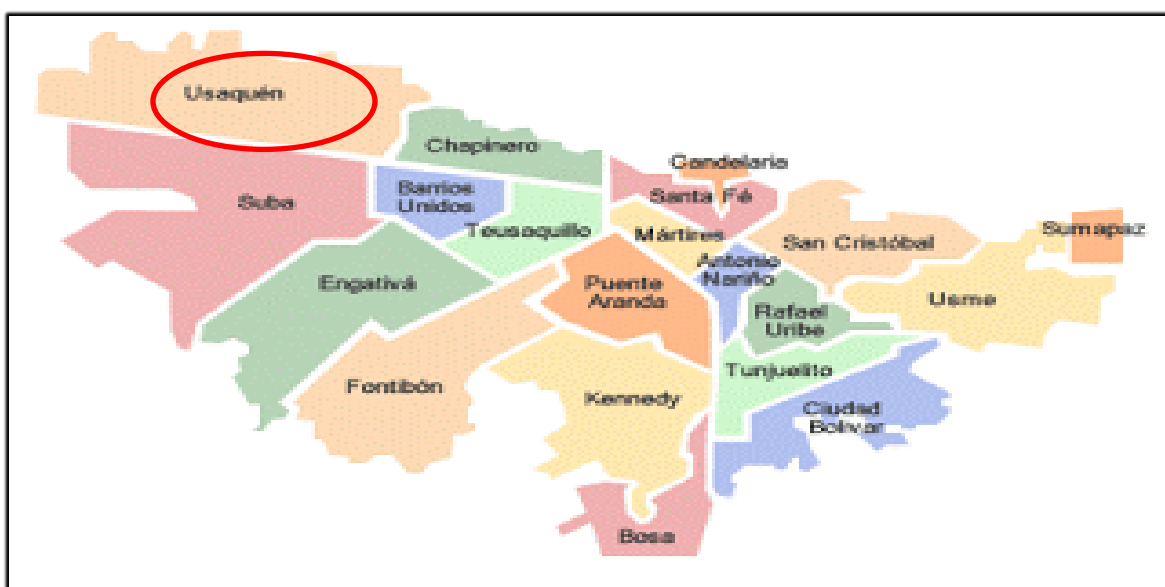 Usaquén
Chapinero
Candelaria
Santa Fé
Suba
Barrios
Unidos
Teusaquillo
Mártires
San Cristóbal
Sumapaz
Antonio
Nariño
Engativá
Puente
Aranda
Usme
Rafael
Uribe
Fontibón
Kennedy
Tunjuelito
Ciudad
Bolivar
Bosa